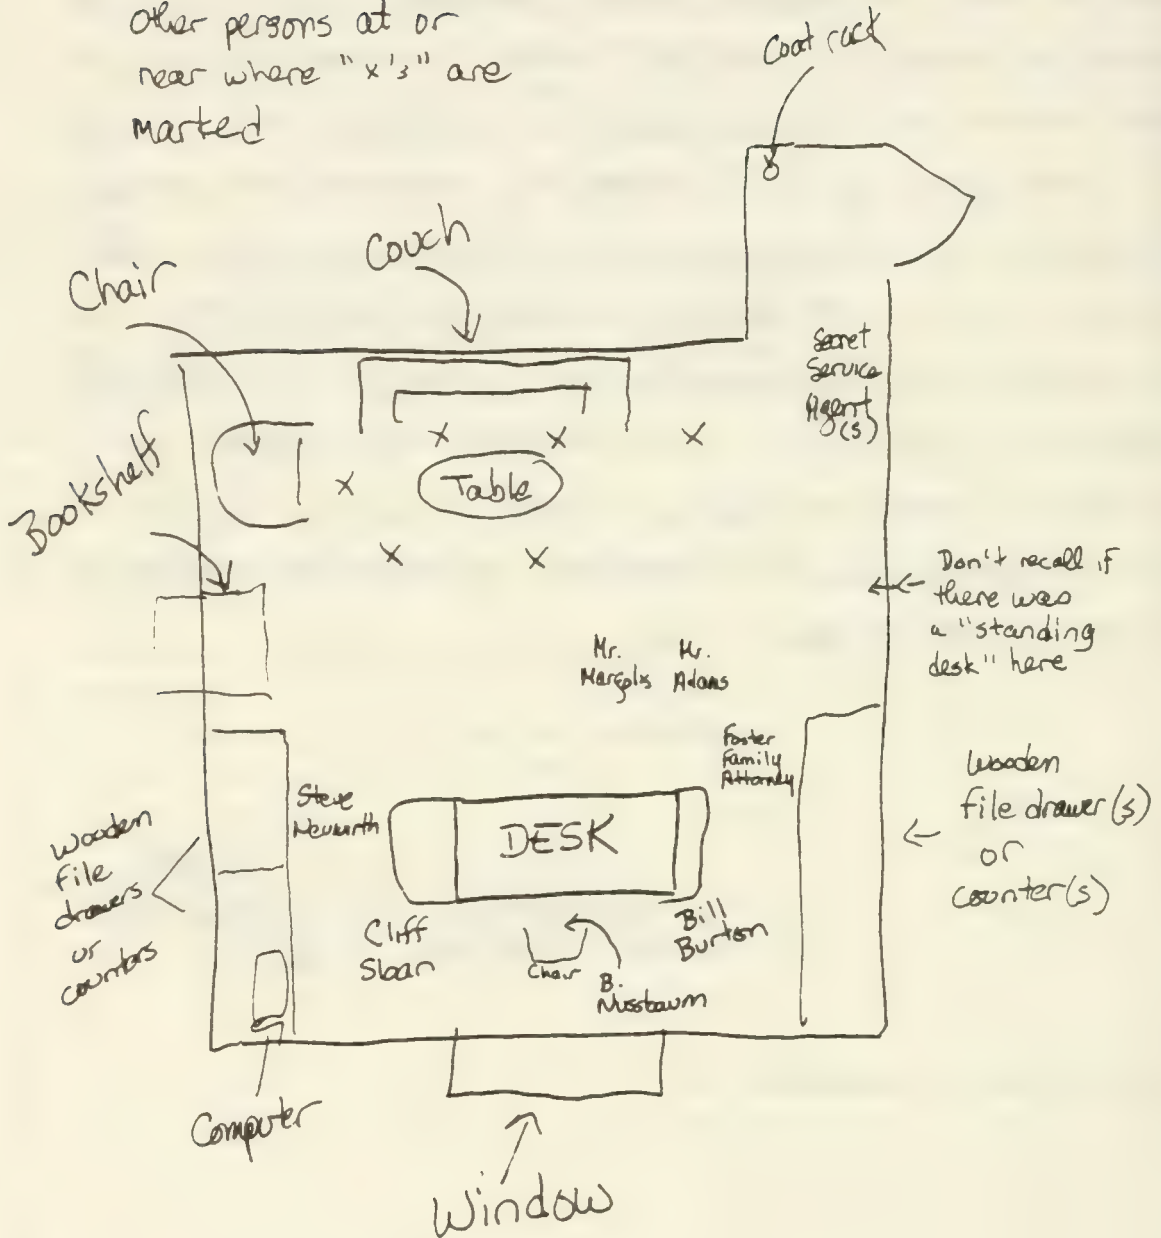 Other persons at or
near where "x's" are
marked
Coat rack
Couch
Chair
Secret
Service
Agent
(s)
Bookshelf
x x x
x
Table
x x
Don't recall if
there was
a "standing
desk" here
Mr.
Margolis
Mr.
Adams
Foster
Family
Attorney
wooden
file drawer(s)
or
counter(s)
Steve
Neuwirth
DESK
wooden
file
drawers
or
counters
Cliff
Sloan
Chair
B.
Nussbaum
Bill
Burton
Computer
Window